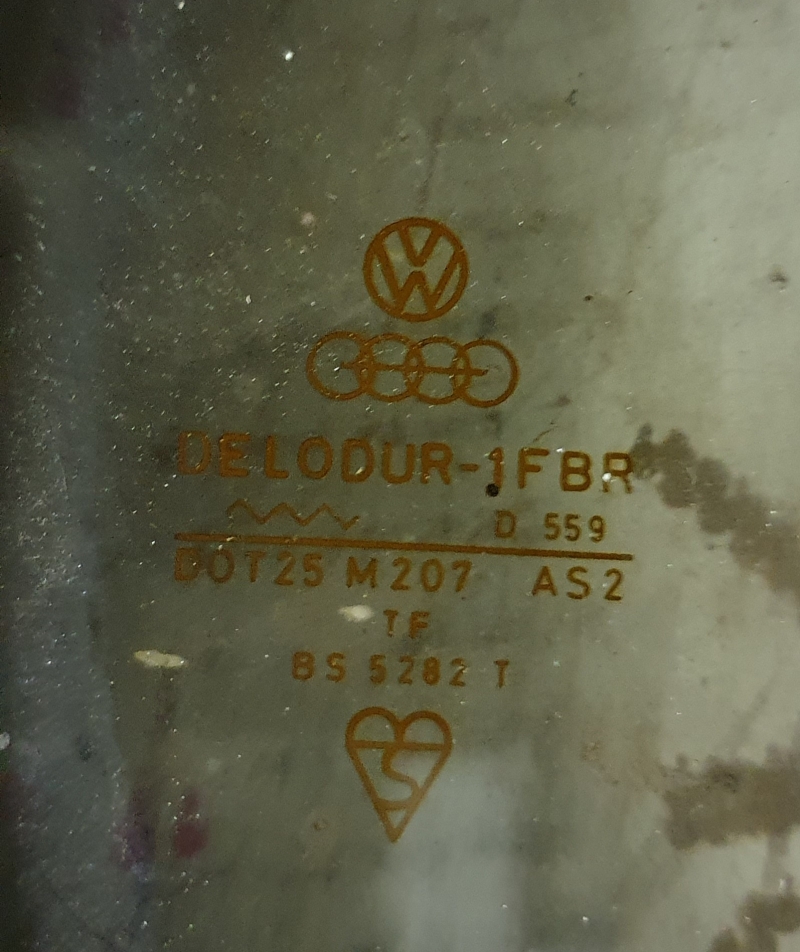 DELODUR-1FBR
D 559
DOT25 M207 AS2
TF
BS 5282 T